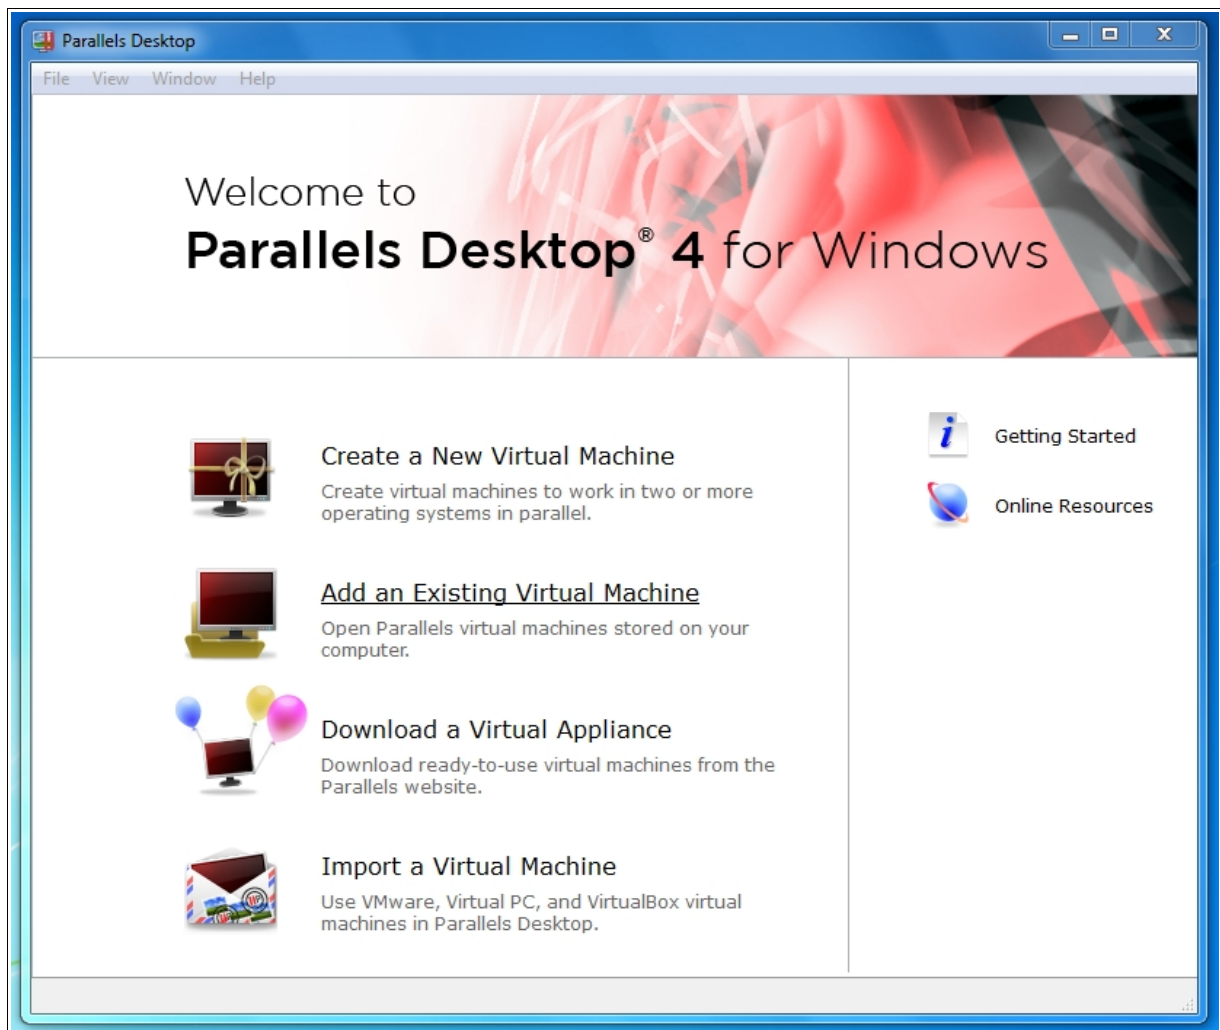 Parallels Desktop
File View Window Help
Welcome to
Parallels Desktop® 4 for Windows
Create a New Virtual Machine
Create virtual machines to work in two or more
operating systems in parallel.
Add an Existing Virtual Machine
Open Parallels virtual machines stored on your
computer.
Download a Virtual Appliance
Download ready-to-use virtual machines from the
Parallels website.
Import a Virtual Machine
Use VMware, Virtual PC, and VirtualBox virtual
machines in Parallels Desktop.
Getting Started
Online Resources